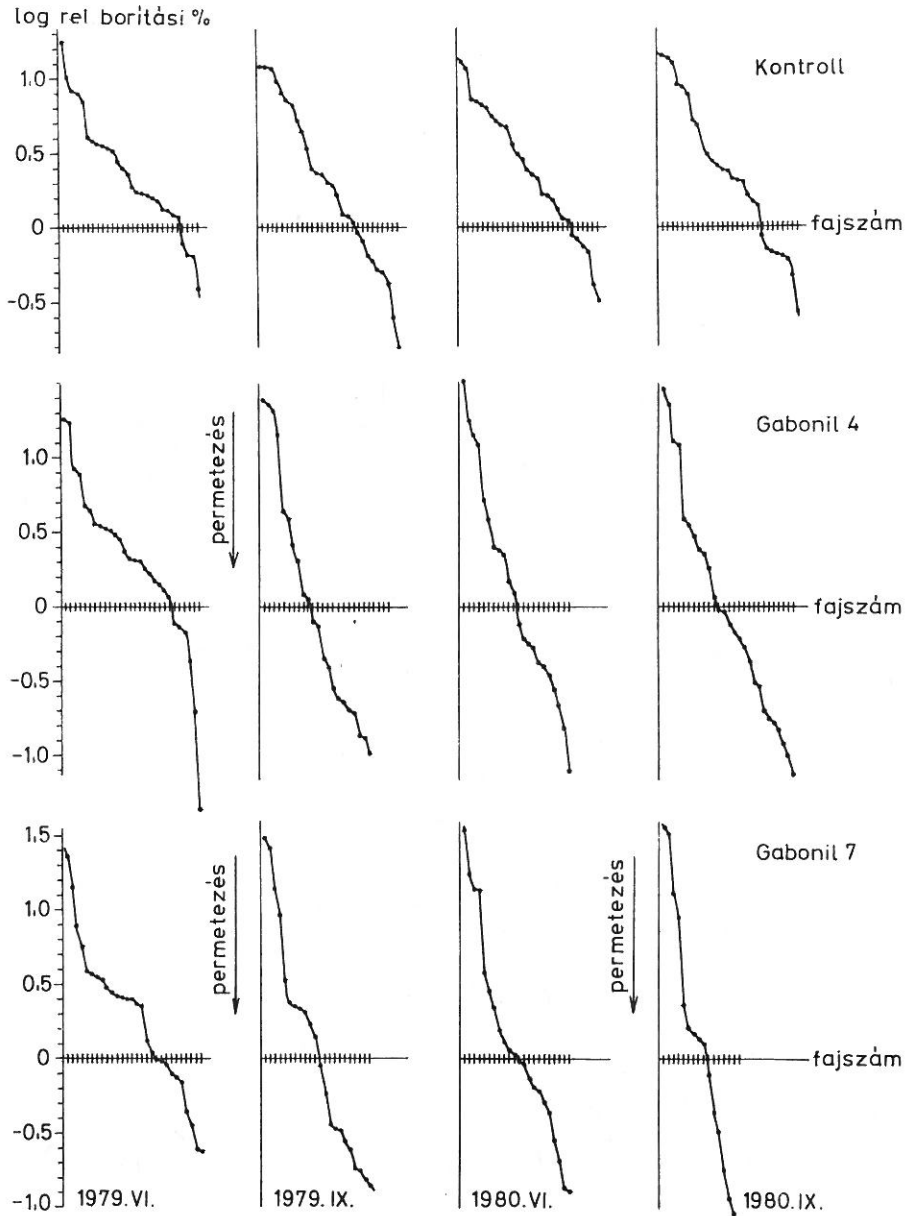 log rel borítási %
1.0
0.5
0
-0.5
Kontroll
fajszám
1.0
0.5
0
-0.5
-1.0
permetezés
Gabonil 4
fajszám
1.5
1.0
0.5
0
-0.5
-1.0
permetezés
permetezés
Gabonil 7
fajszám
1979.VI.
1979.IX.
1980.VI.
1980.IX.